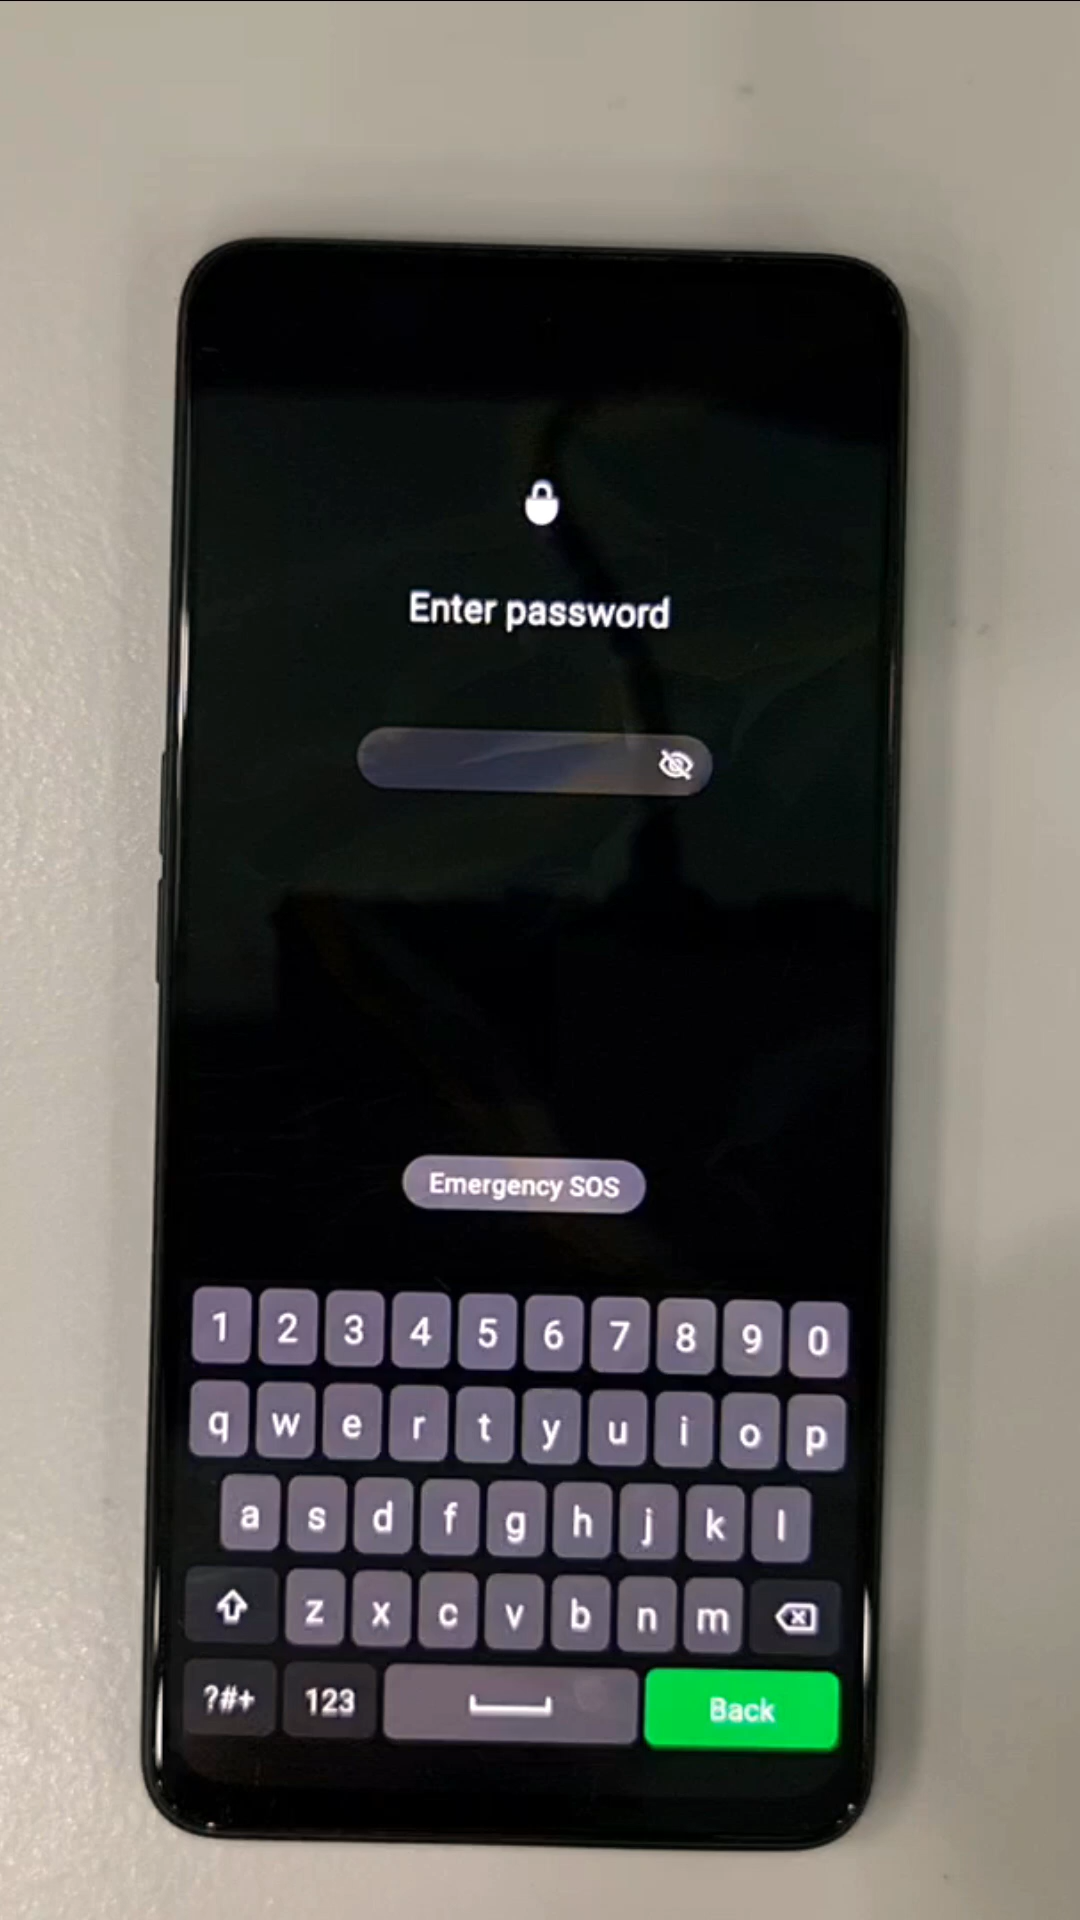 Enter password
Emergency SOS
1 2 3 4 5 6 7 8 9 0
q w e r t y u i o p
a s d f g h j k l
z x c v b n m
?#+ 123 Back